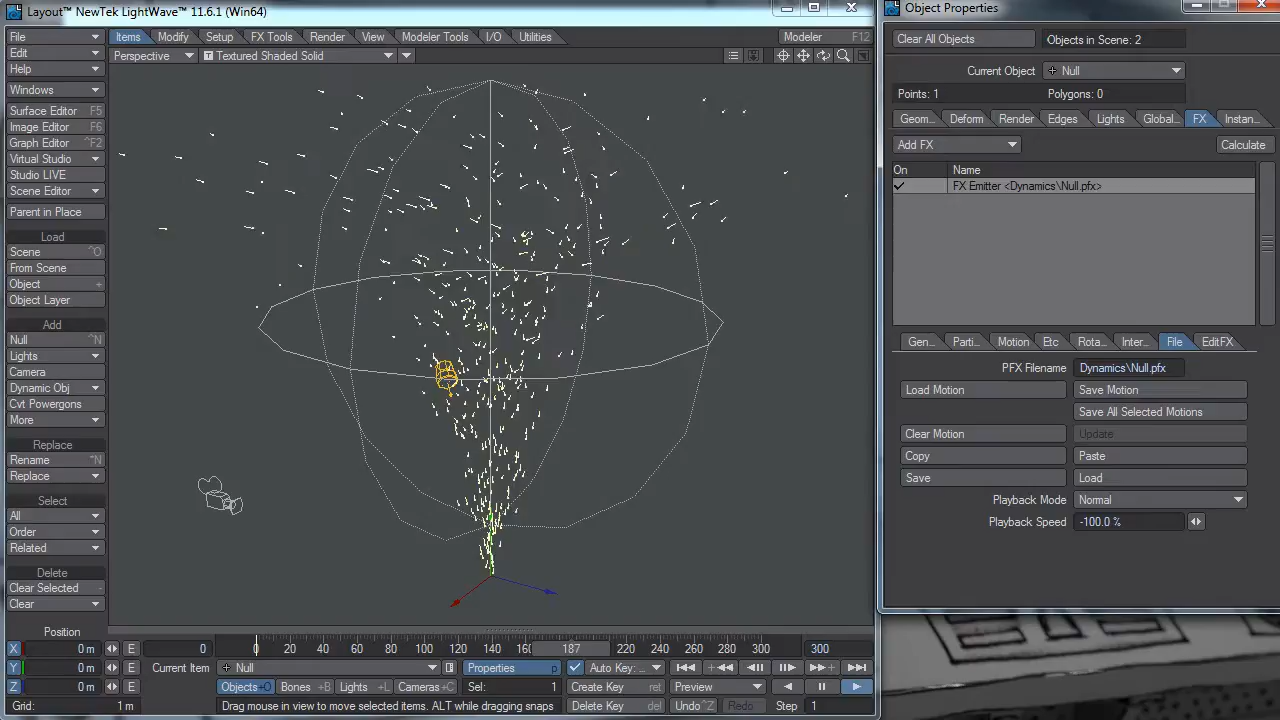 Layout™ NewTek LightWave™ 11.6.1 (Win64)
Items Modify Setup FX Tools Render View Modeler Tools I/O Utilities Modeler F12
Perspective Textured Shaded Solid
File
Edit
Help
Windows
Surface Editor F5
Image Editor F6
Graph Editor ^F2
Virtual Studio
Studio LIVE
Scene Editor
Parent in Place
Load
Scene ^O
From Scene
Object +
Object Layer
Add
Null ^N
Lights
Camera
Dynamic Obj
Cvt Powergons
More
Replace
Rename ^N
Replace
Select
All
Order
Related
Delete
Clear Selected -
Clear
Position
X 0 m E
Y 0 m E
Z 0 m E
Grid: 1 m
0 0 20 40 60 80 100 120 140 187 220 240 260 280 300 300
Current Item Null Properties p Auto Key:
Objects +O Bones +B Lights +L Cameras +C Sel: 1 Create Key ret Preview
Drag mouse in view to move selected items. ALT while dragging snaps Delete Key del Undo ^Z Redo Step 1
Object Properties
Clear All Objects Objects in Scene: 2
Current Object Null
Points: 1 Polygons: 0
Geom... Deform Render Edges Lights Global... FX Instan...
Add FX Calculate
On Name
FX Emitter <Dynamics\Null.pfx>
Gen... Parti... Motion Etc Rota... Inter... File EditFX
PFX Filename Dynamics\Null.pfx
Load Motion Save Motion
Save All Selected Motions
Clear Motion Update
Copy Paste
Save Load
Playback Mode Normal
Playback Speed -100.0 %